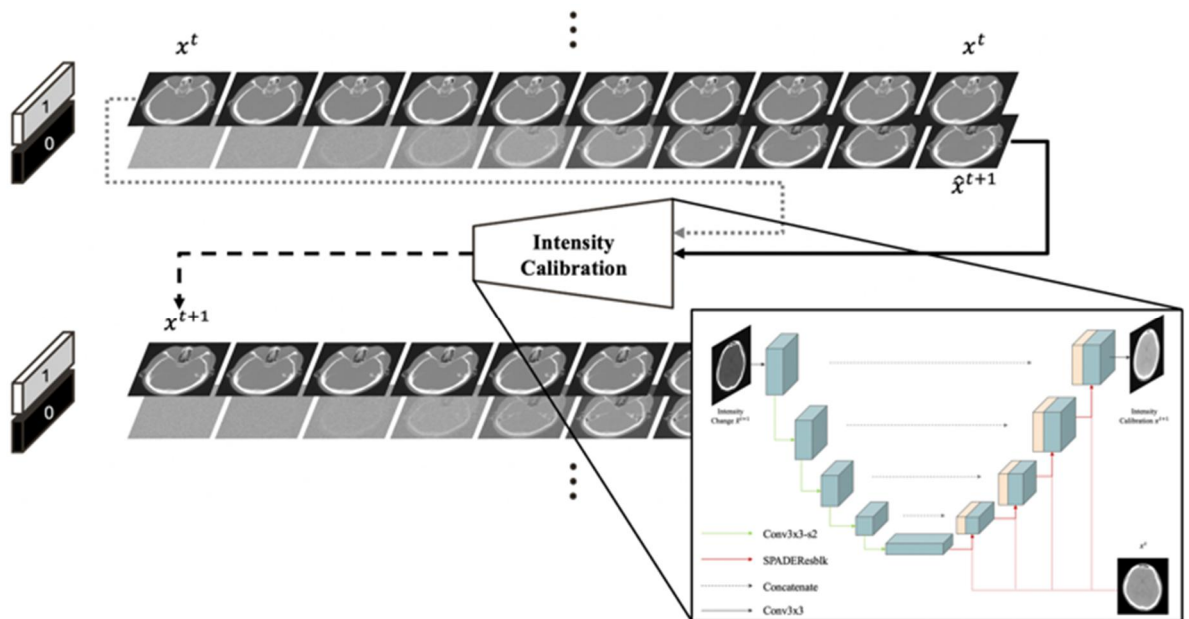 x^t
x^t
1
0
x̂^{t+1}
Intensity
Calibration
x^{t+1}
1
0
Intensity
Change x̂^{t+1}
Intensity
Calibration x^{t+1}
Conv3x3-s2
SPADEResblk
Concatenate
Conv3x3
x^t